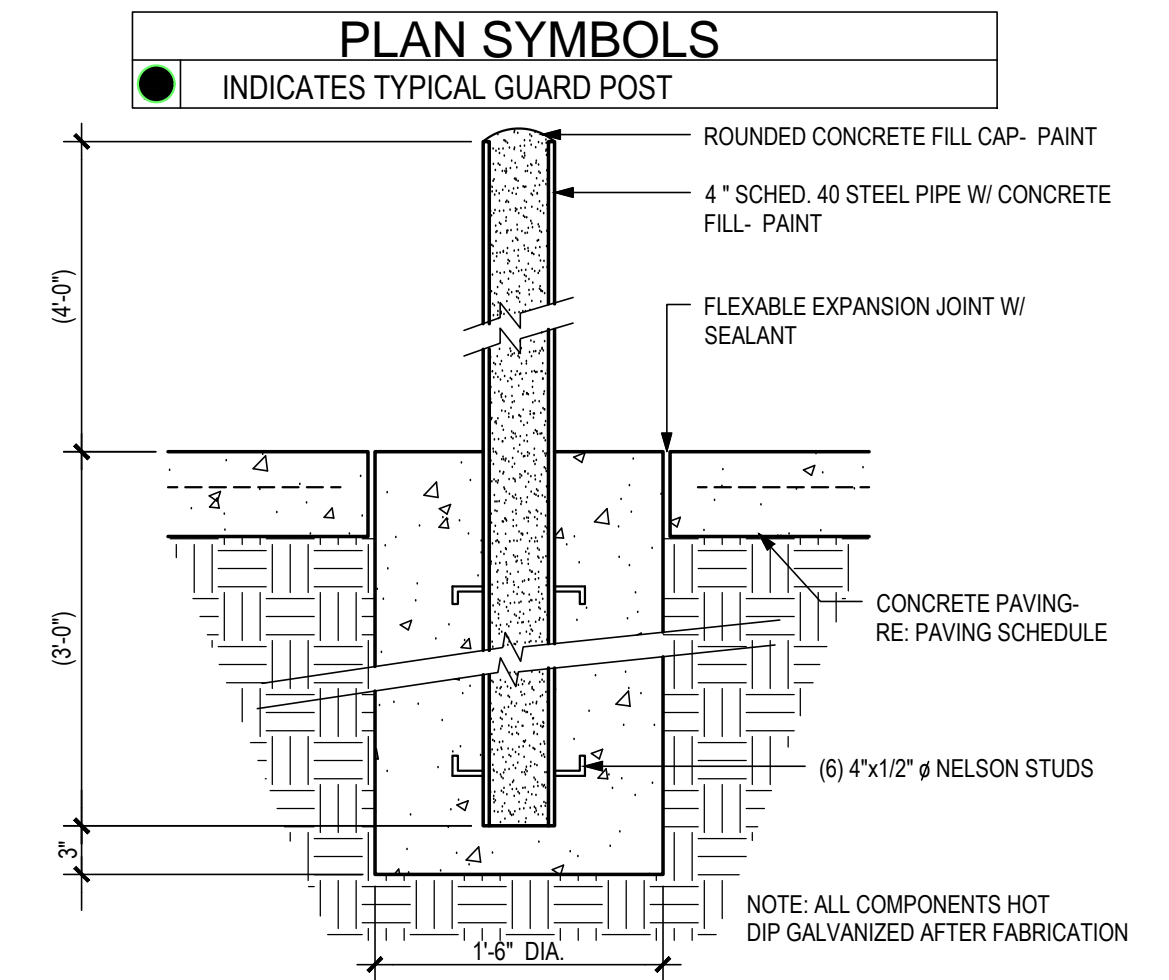 PLAN SYMBOLS
INDICATES TYPICAL GUARD POST
ROUNDED CONCRETE FILL CAP- PAINT
4 " SCHED. 40 STEEL PIPE W/ CONCRETE
FILL- PAINT
(4'-0")
FLEXABLE EXPANSION JOINT W/
SEALANT
CONCRETE PAVING-
RE: PAVING SCHEDULE
(3'-0")
(6) 4"x1/2" ø NELSON STUDS
3"
NOTE: ALL COMPONENTS HOT
DIP GALVANIZED AFTER FABRICATION
1'-6" DIA.